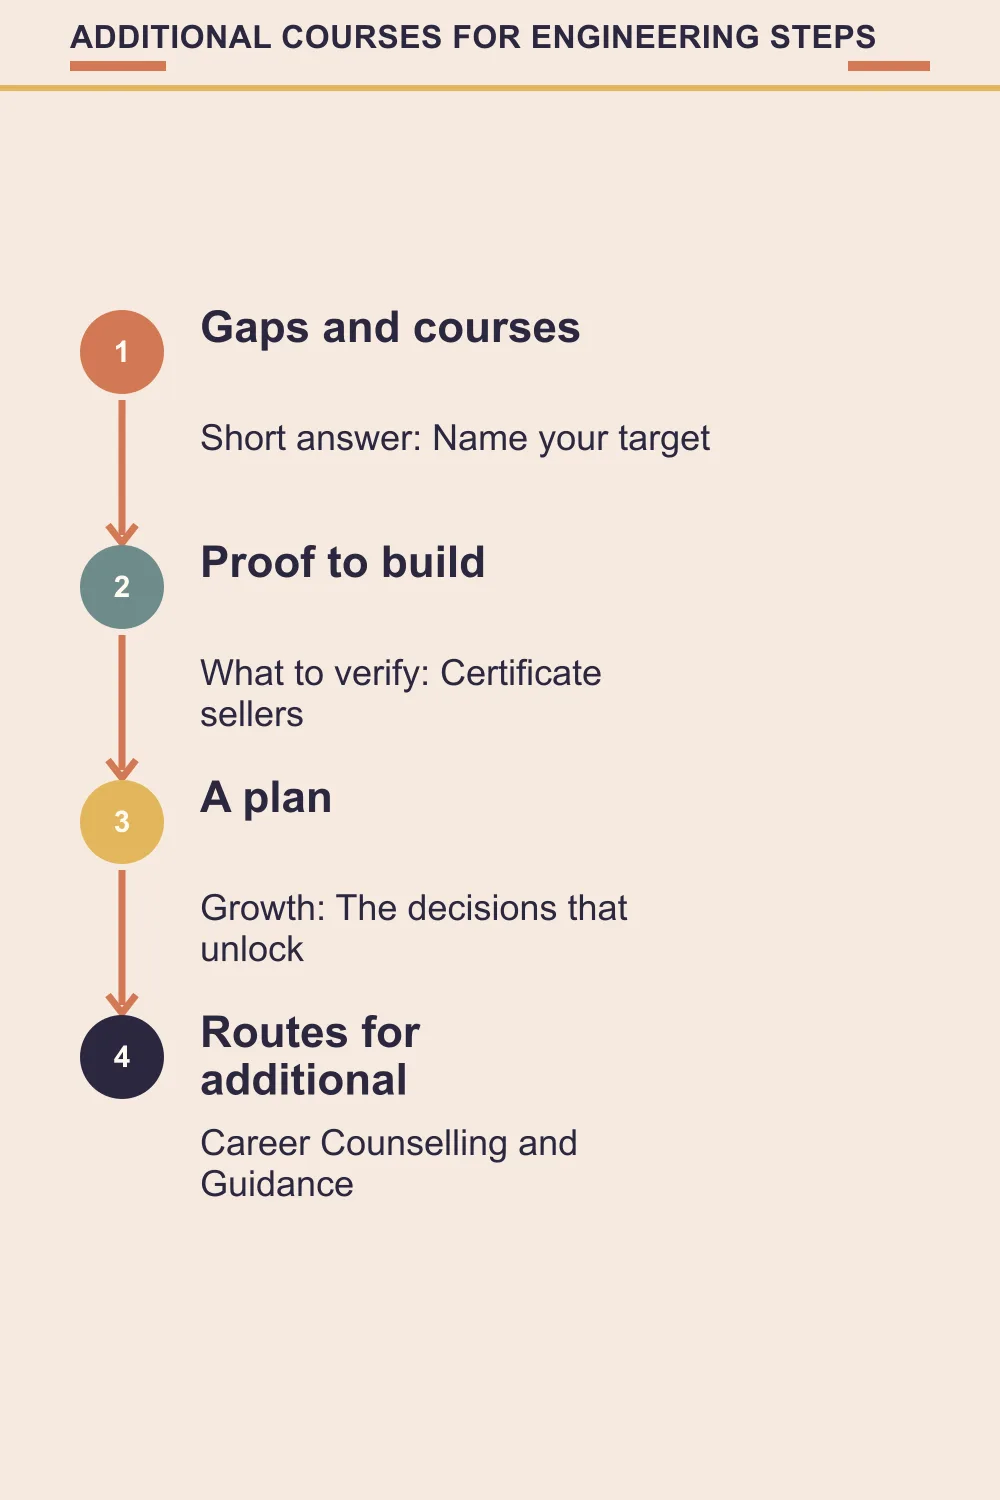 ADDITIONAL COURSES FOR ENGINEERING STEPS
1
Gaps and courses
Short answer: Name your target
2
Proof to build
What to verify: Certificate
sellers
3
A plan
Growth: The decisions that
unlock
4
Routes for
additional
Career Counselling and
Guidance